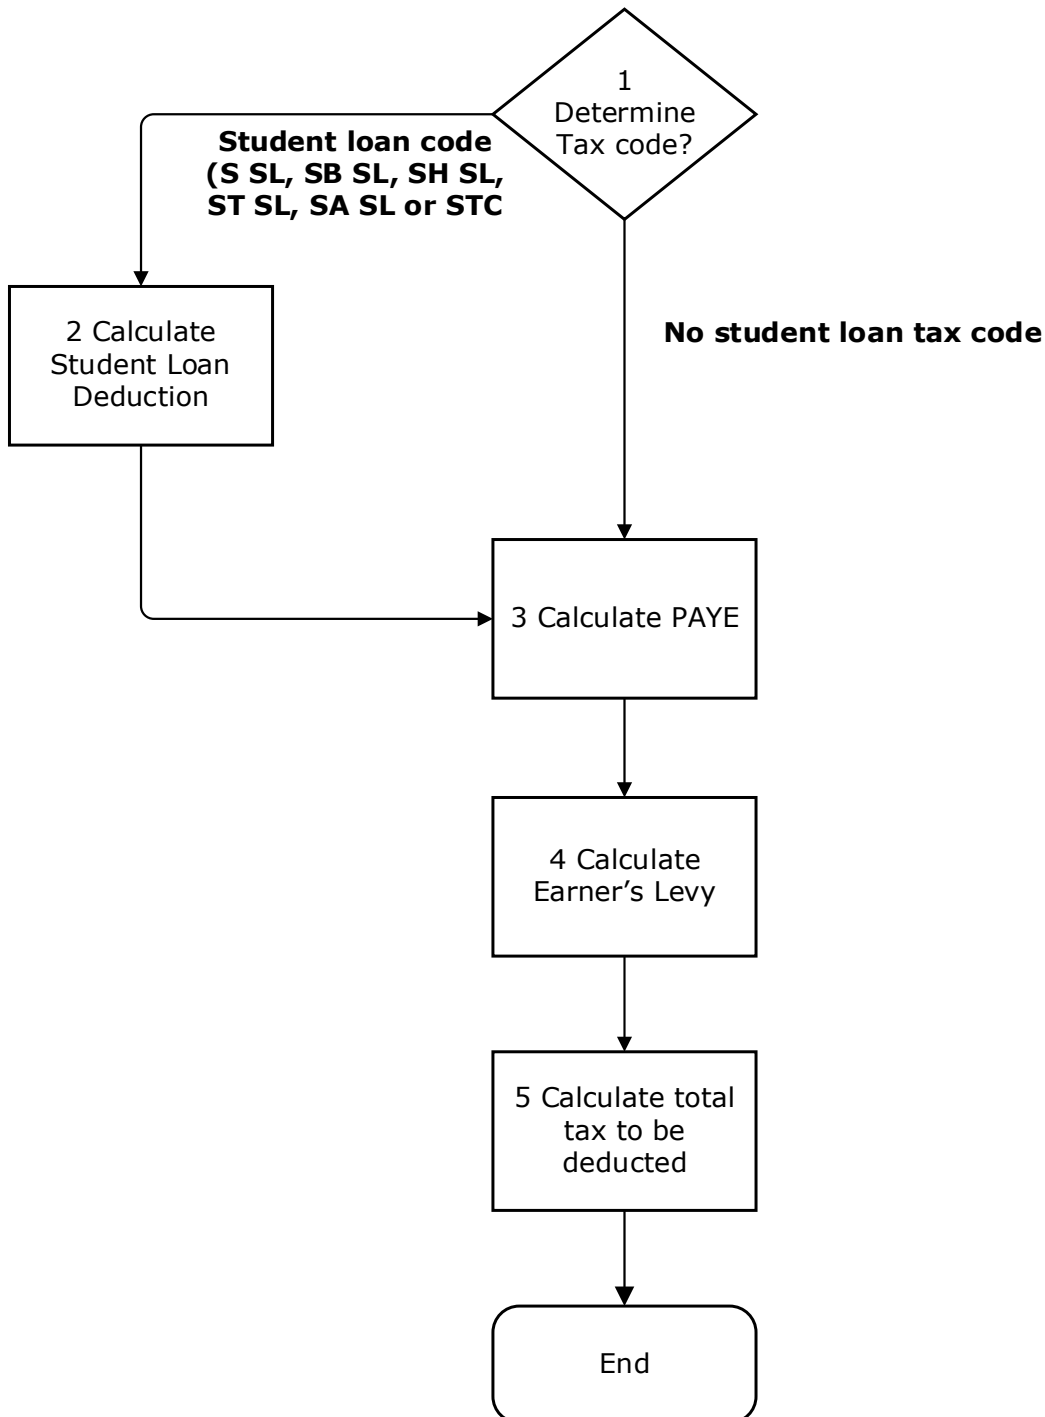 1
Determine
Tax code?
Student loan code
(S SL, SB SL, SH SL,
ST SL, SA SL or STC
2 Calculate
Student Loan
Deduction
No student loan tax code
3 Calculate PAYE
4 Calculate
Earner’s Levy
5 Calculate total
tax to be
deducted
End